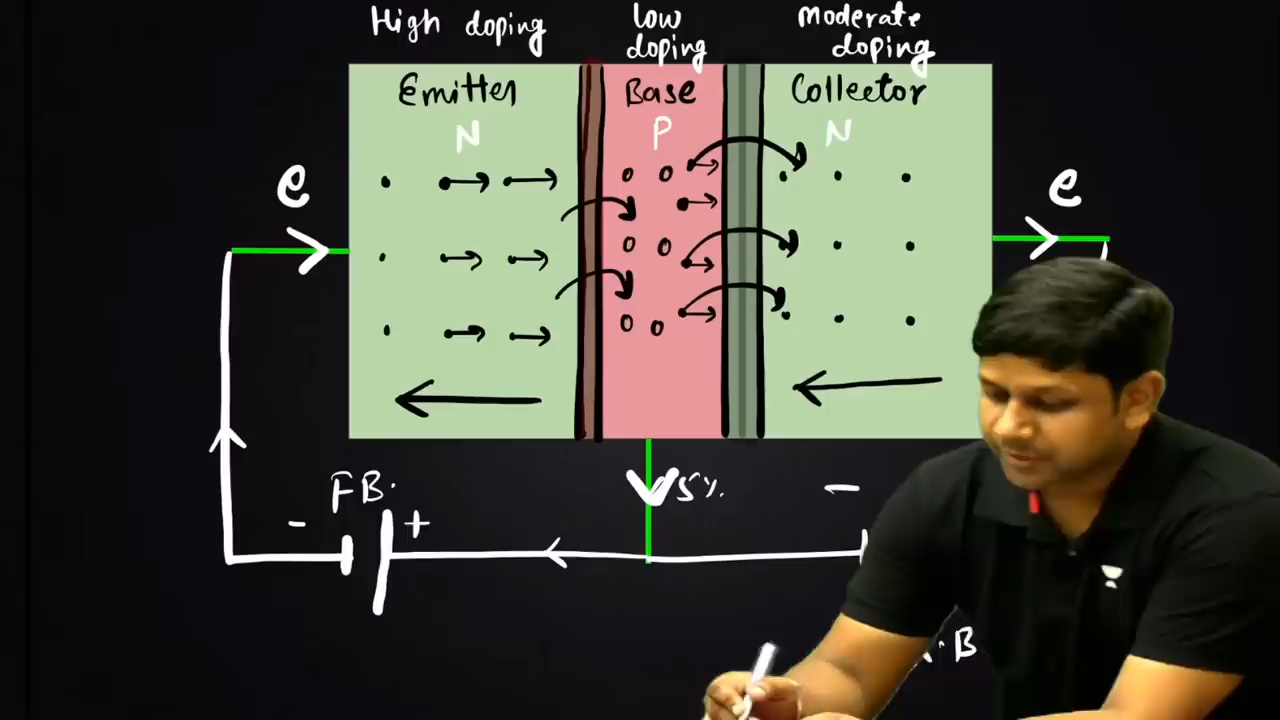 High doping
Low
doping
moderate
doping
Emitter
Base
Collector
N
P
N
e
e
FB.
- +
5%
-
B